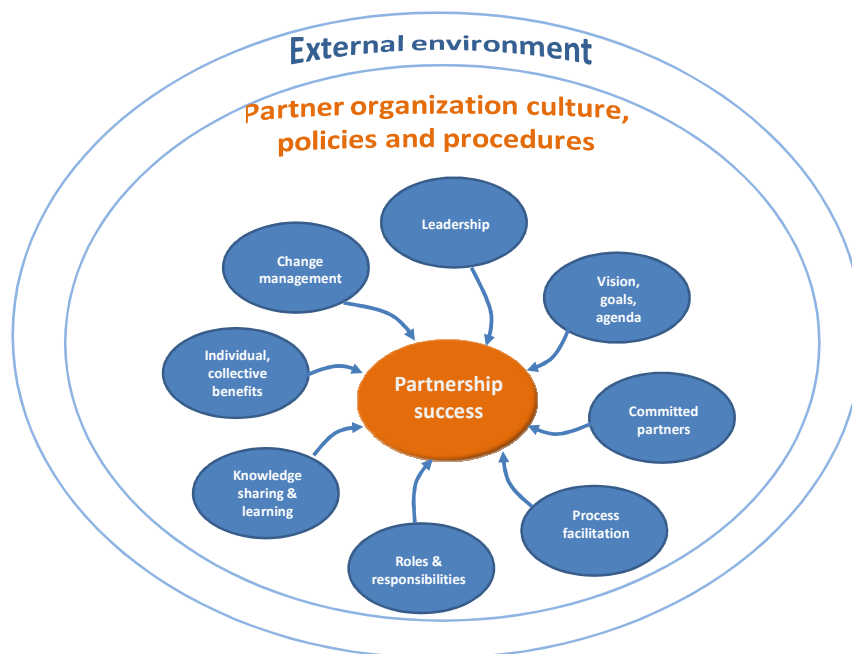 External environment
Partner organization culture,
policies and procedures
Leadership
Change
management
Vision,
goals,
agenda
Individual,
collective
benefits
Partnership
success
Committed
partners
Knowledge
sharing &
learning
Process
facilitation
Roles &
responsibilities